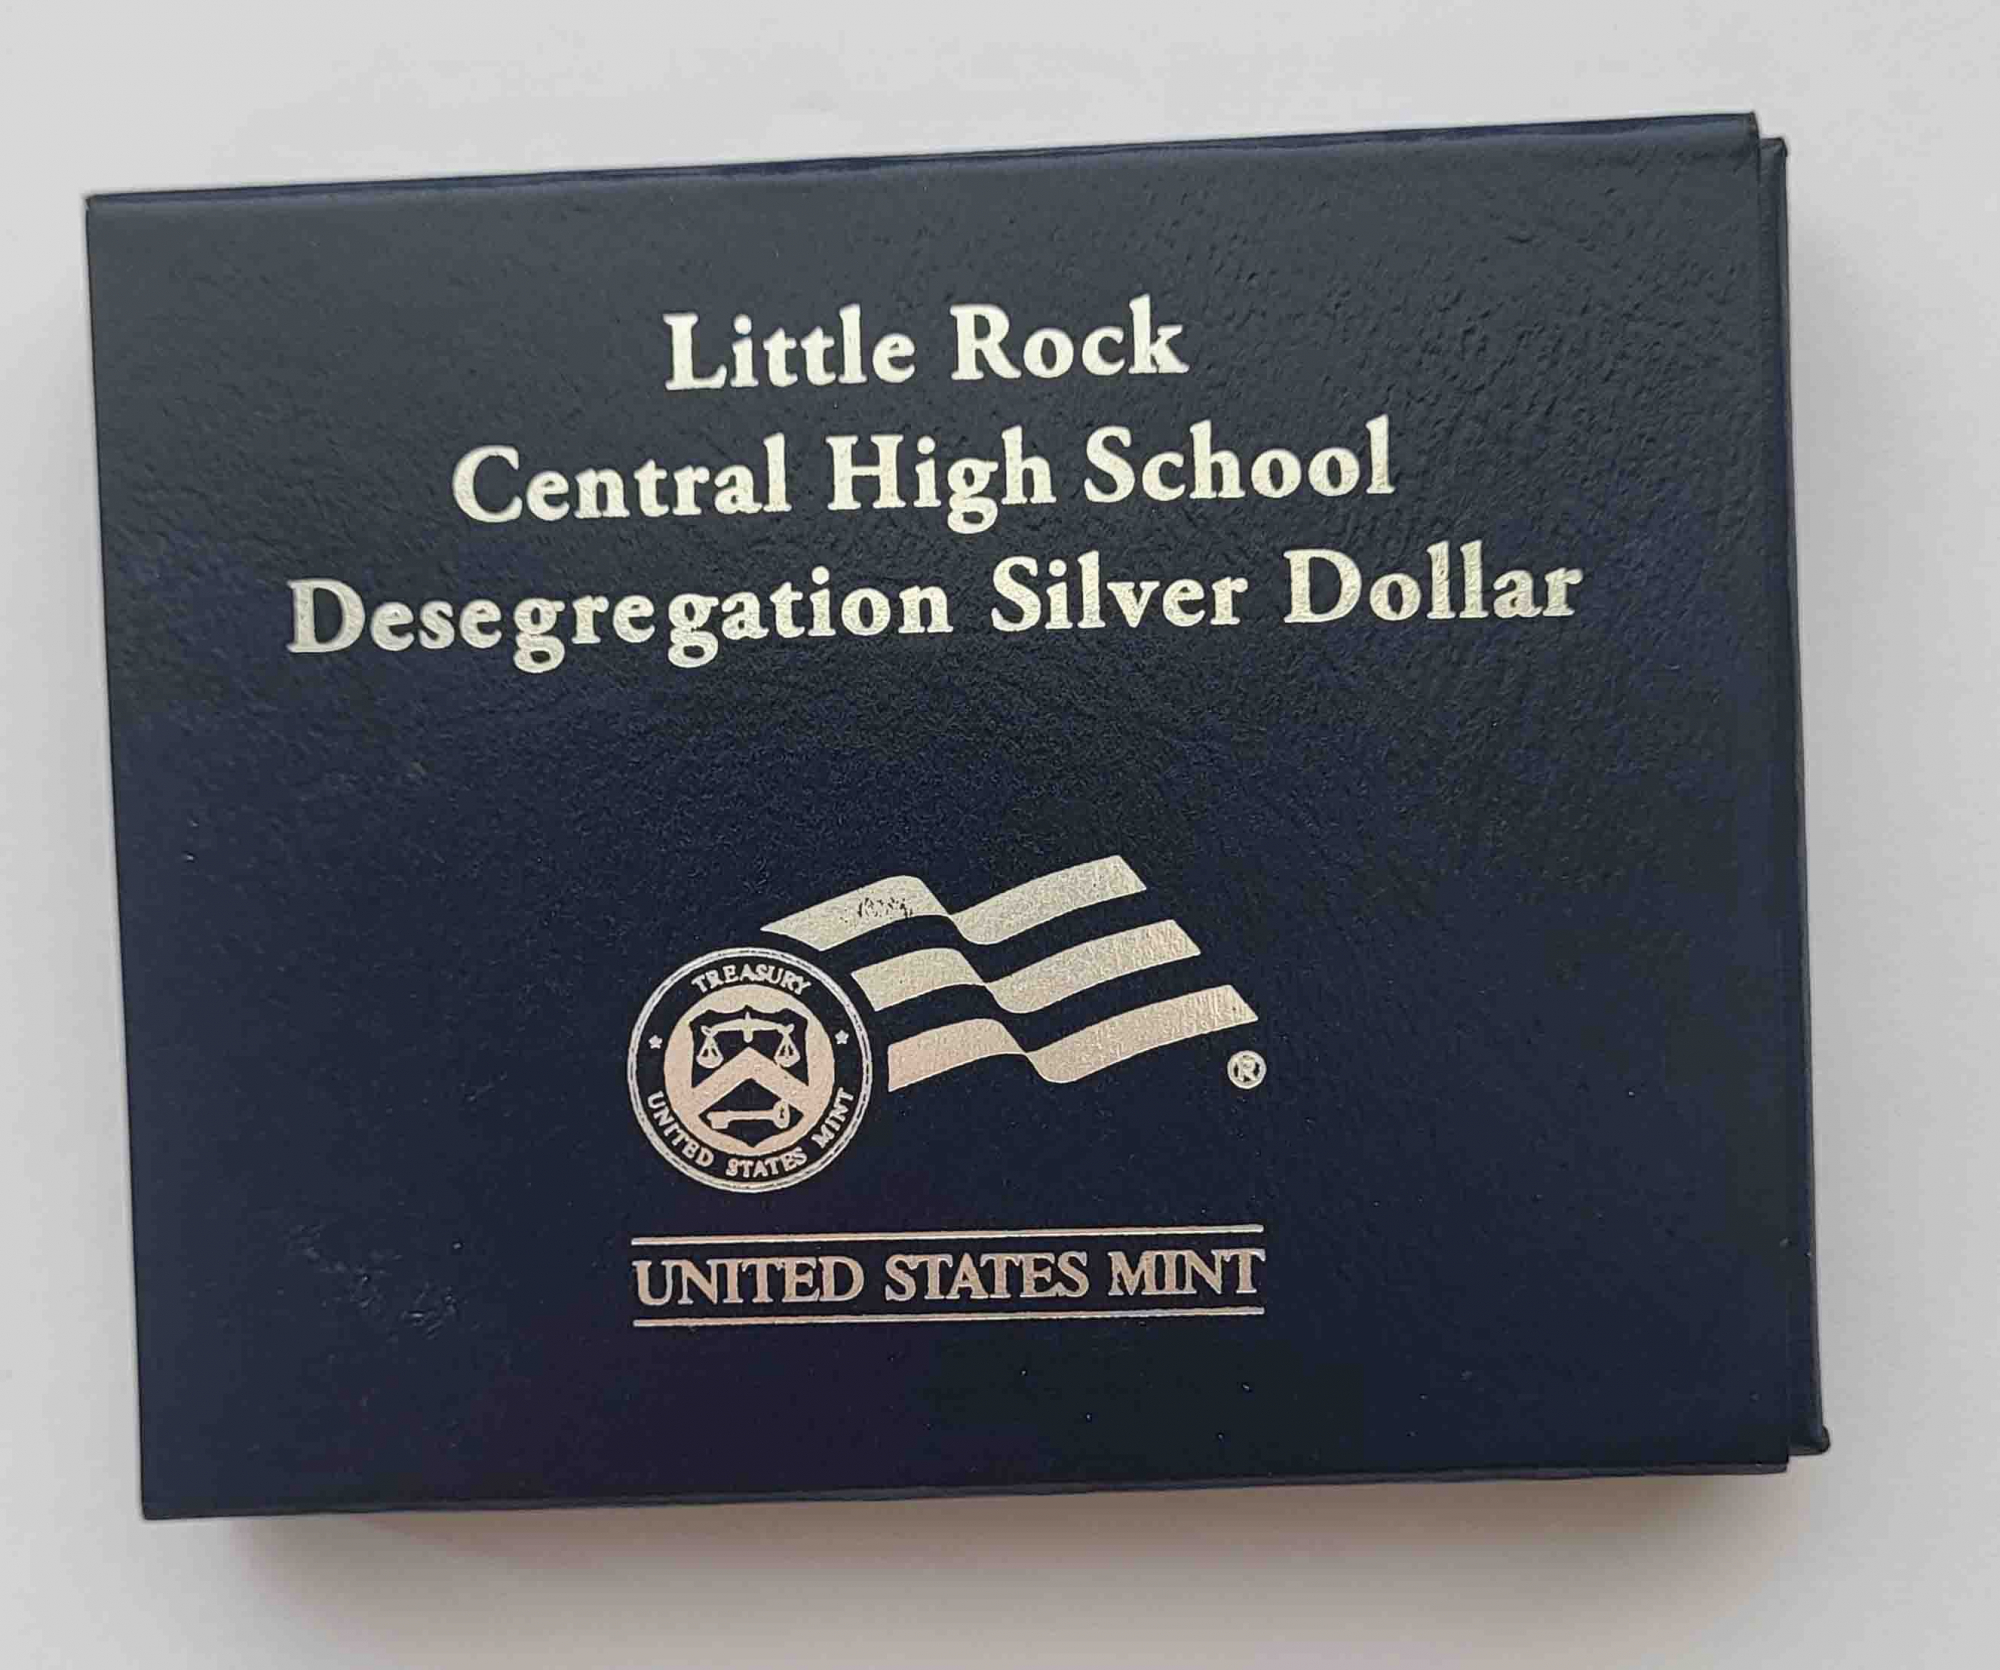 Little Rock
Central High School
Desegregation Silver Dollar
TREASURY
UNITED STATES MINT
®
UNITED STATES MINT